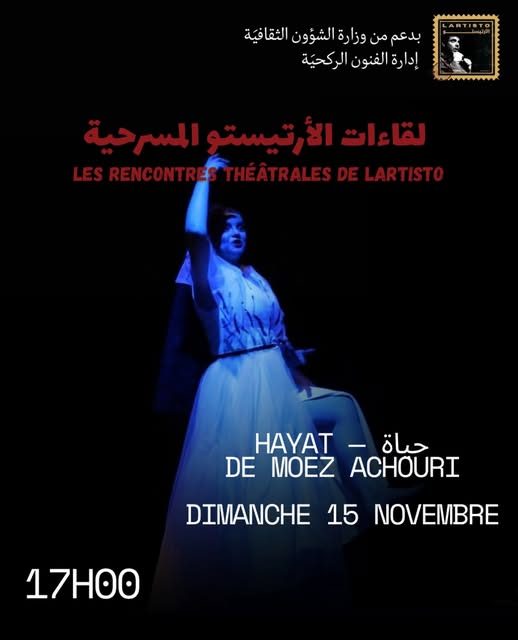 بدعم من وزارة الشؤون الثقافيّة
إدارة الفنون الركحيّة
LARTISTO
لقاءات الأرتيستو المسرحية
LES RENCONTRES THÉÂTRALES DE LARTISTO
HAYAT — حياة
DE MOEZ ACHOURI
DIMANCHE 15 NOVEMBRE
17H00